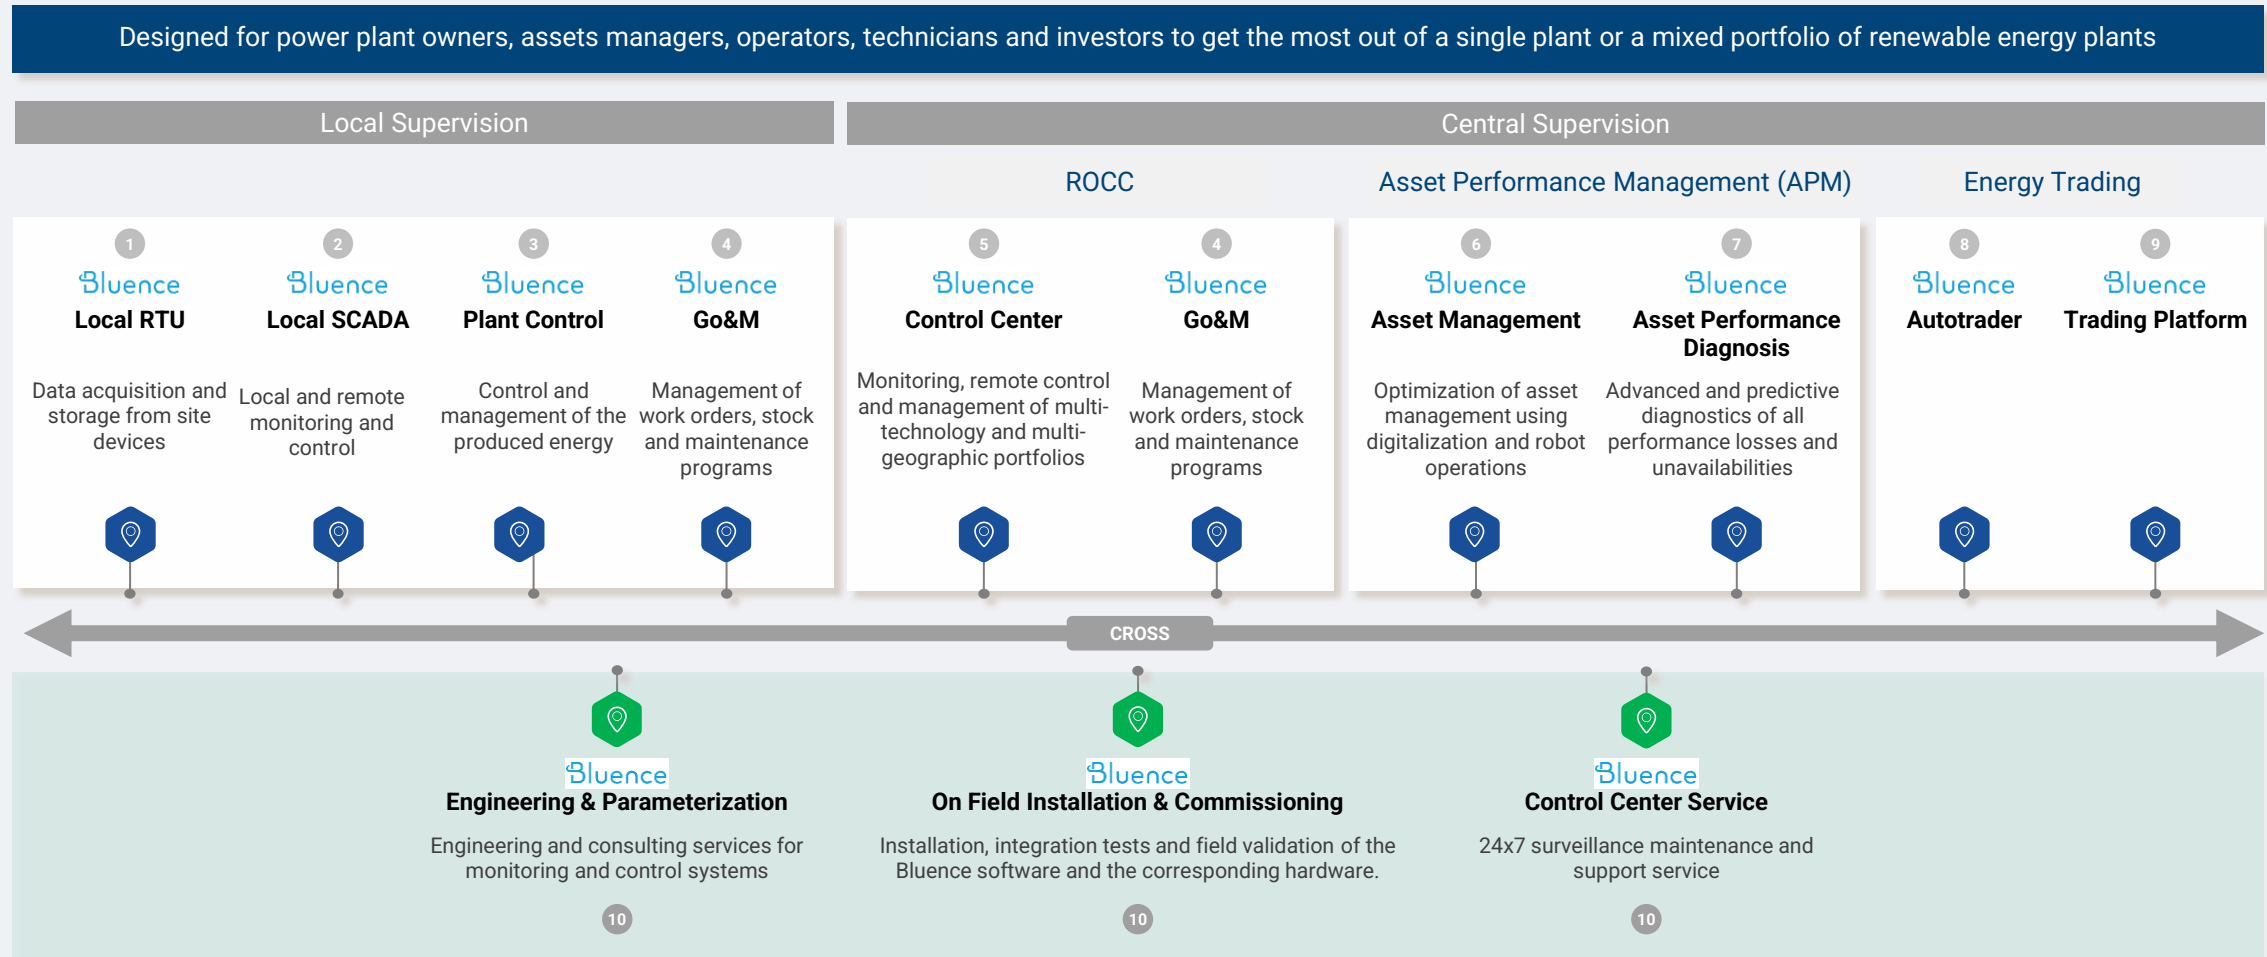 Designed for power plant owners, assets managers, operators, technicians and investors to get the most out of a single plant or a mixed portfolio of renewable energy plants
Local Supervision
Central Supervision
ROCC
Asset Performance Management (APM)
Energy Trading
1
Bluence
Local RTU
Data acquisition and
storage from site
devices
2
Bluence
Local SCADA
Local and remote
monitoring and
control
3
Bluence
Plant Control
Control and
management of the
produced energy
4
Bluence
Go&M
Management of
work orders, stock
and maintenance
programs
5
Bluence
Control Center
Monitoring, remote control
and management of multi-
technology and multi-
geographic portfolios
4
Bluence
Go&M
Management of
work orders, stock
and maintenance
programs
6
Bluence
Asset Management
Optimization of asset
management using
digitalization and robot
operations
7
Bluence
Asset Performance
Diagnosis
Advanced and predictive
diagnostics of all
performance losses and
unavailabilities
8
Bluence
Autotrader
9
Bluence
Trading Platform
CROSS
Bluence
Engineering & Parameterization
Engineering and consulting services for
monitoring and control systems
10
Bluence
On Field Installation & Commissioning
Installation, integration tests and field validation of the
Bluence software and the corresponding hardware.
10
Bluence
Control Center Service
24x7 surveillance maintenance and
support service
10